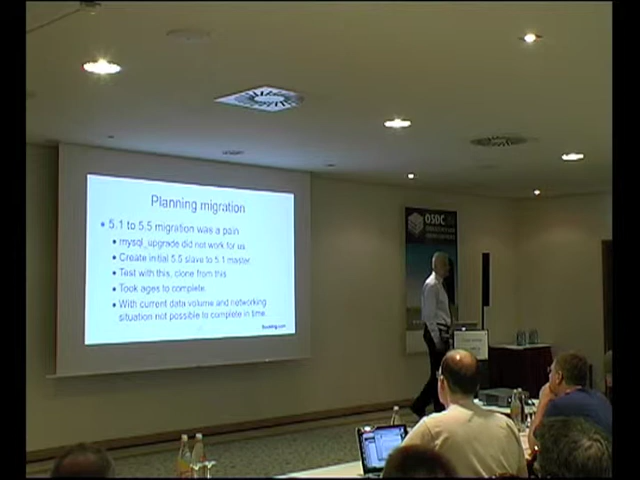 Planning migration
• 5.1 to 5.5 migration was a pain
• mysql_upgrade did not work for us
• Create initial 5.5 slave to 5.1 master
• Test with this, clone from this
• Took ages to complete.
• With current data volume and networking
situation not possible to complete in time.
Booking.com
OSDC